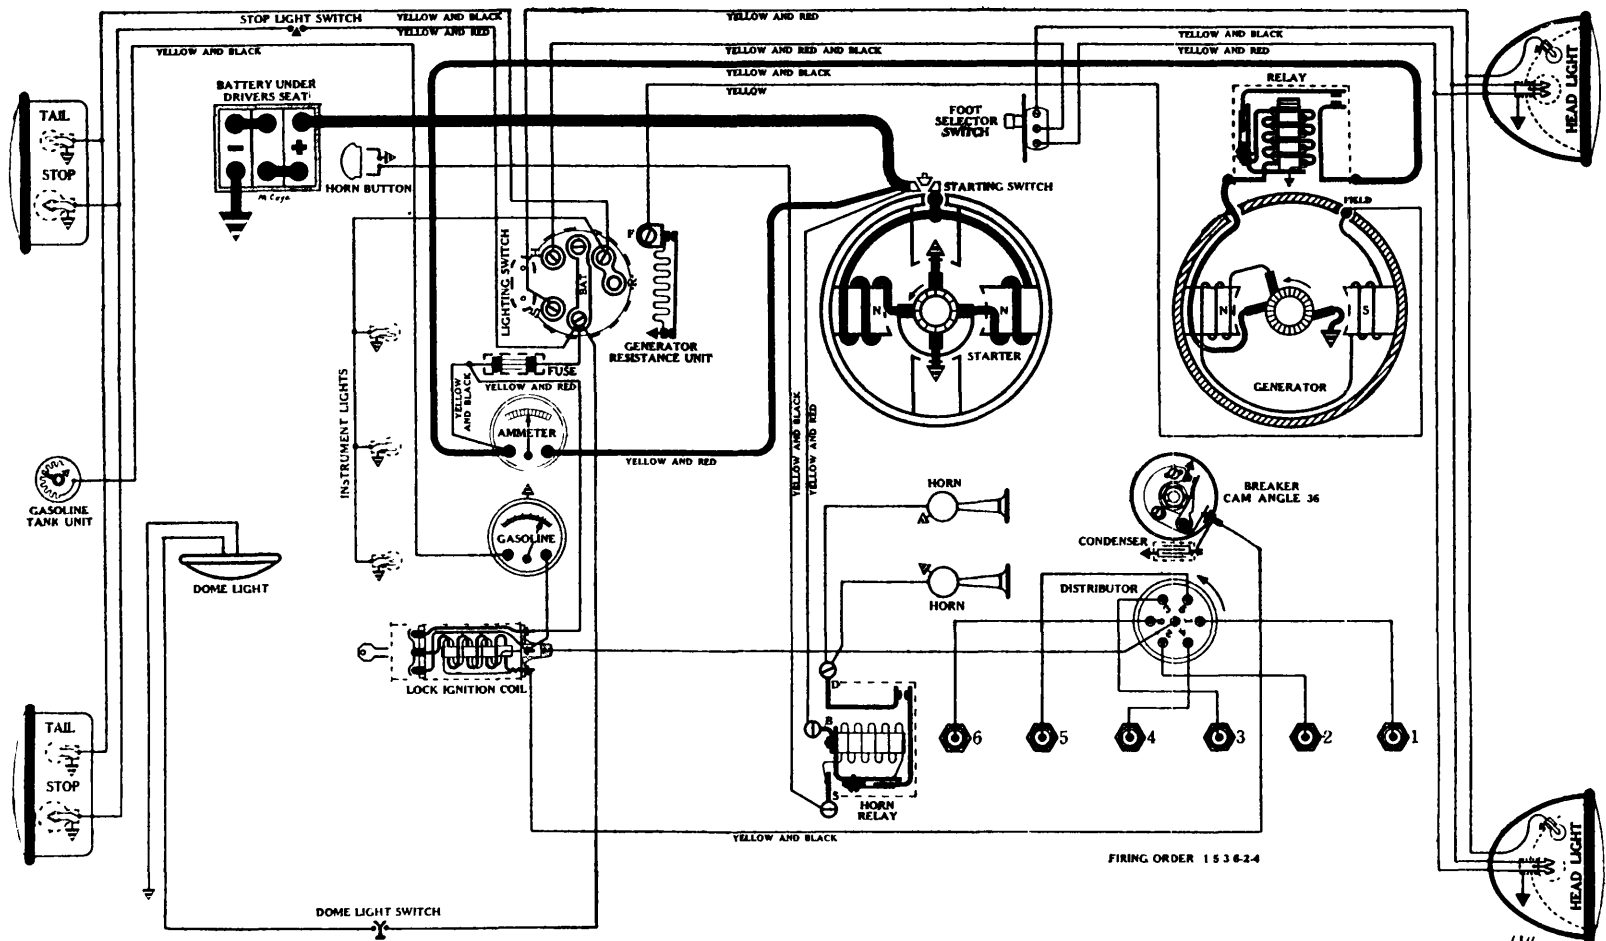 STOP LIGHT SWITCH
YELLOW AND BLACK
YELLOW AND RED
YELLOW AND BLACK
YELLOW AND RED
YELLOW AND RED AND BLACK
YELLOW AND BLACK
YELLOW
YELLOW AND BLACK
YELLOW AND RED
TAIL
STOP
BATTERY UNDER
DRIVERS SEAT
−
+
HORN BUTTON
FOOT
SELECTOR
SWITCH
RELAY
HEAD LIGHT
STARTING SWITCH
FIELD
LIGHTING SWITCH
H
BAT
R
F
GENERATOR
RESISTANCE UNIT
N
N
STARTER
N
S
GENERATOR
FUSE
YELLOW AND RED
YELLOW
AND BLACK
AMMETER
YELLOW AND RED
INSTRUMENT LIGHTS
YELLOW AND BLACK
YELLOW AND RED
GASOLINE
TANK UNIT
GASOLINE
HORN
HORN
BREAKER
CAM ANGLE 36
CONDENSER
DISTRIBUTOR
DOME LIGHT
LOCK IGNITION COIL
D
B
S
HORN
RELAY
6
5
4
3
2
1
TAIL
STOP
YELLOW AND BLACK
FIRING ORDER 1 5 3 6-2-4
HEAD LIGHT
DOME LIGHT SWITCH